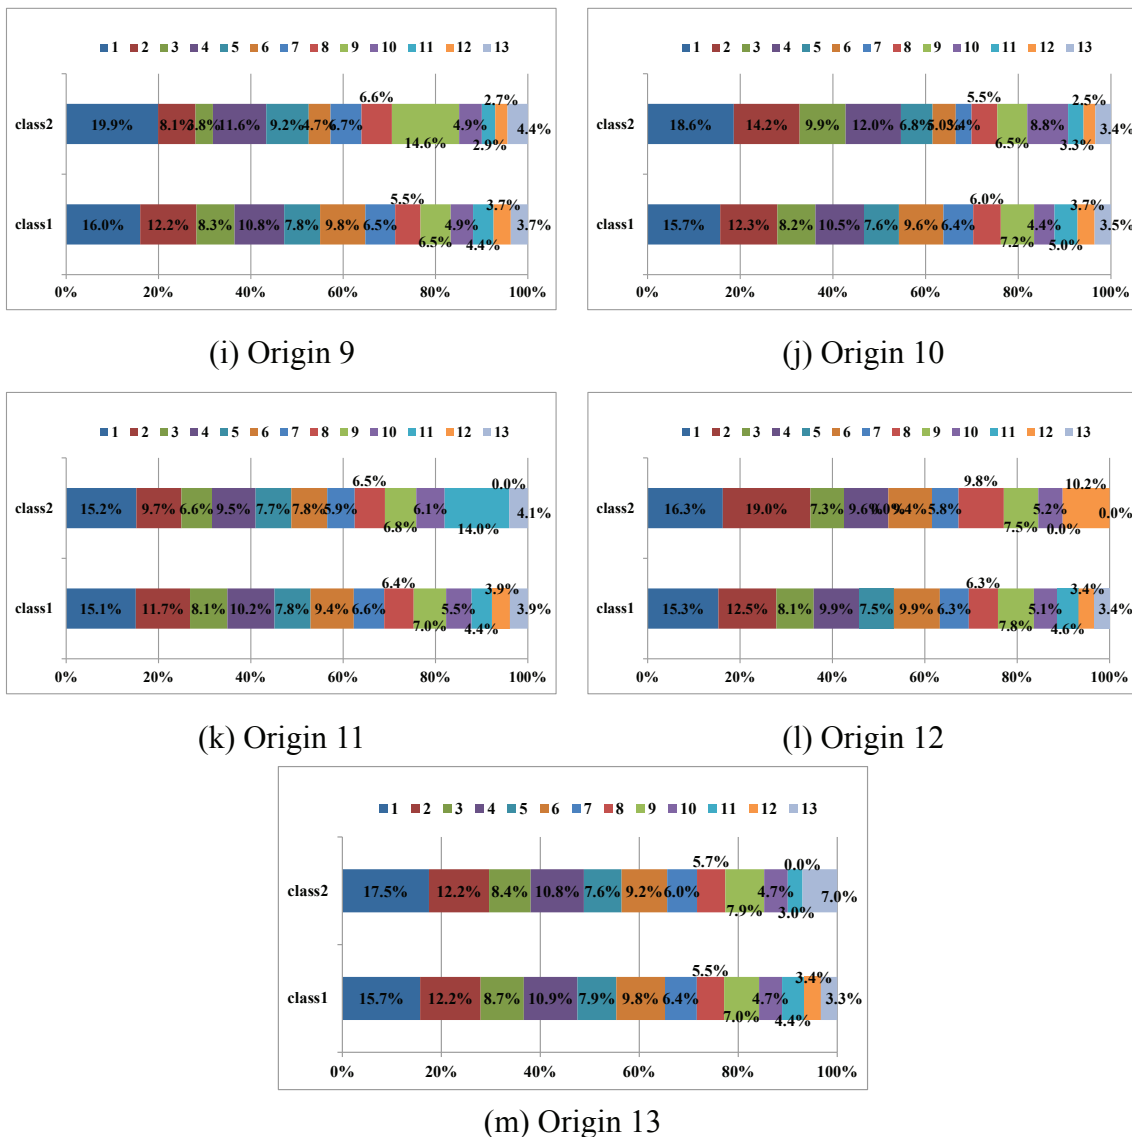 1 2 3 4 5 6 7 8 9 10 11 12 13
class2 19.9% 8.1% 3.8% 11.6% 9.2% 4.7% 6.7% 6.6% 14.6% 4.9% 2.9% 2.7% 4.4%
class1 16.0% 12.2% 8.3% 10.8% 7.8% 9.8% 6.5% 5.5% 6.5% 4.9% 4.4% 3.7% 3.7%
0% 20% 40% 60% 80% 100%
(i) Origin 9
1 2 3 4 5 6 7 8 9 10 11 12 13
class2 18.6% 14.2% 9.9% 12.0% 6.8% 5.0% 3.4% 5.5% 6.5% 8.8% 3.3% 2.5% 3.4%
class1 15.7% 12.3% 8.2% 10.5% 7.6% 9.6% 6.4% 6.0% 7.2% 4.4% 5.0% 3.7% 3.5%
0% 20% 40% 60% 80% 100%
(j) Origin 10
1 2 3 4 5 6 7 8 9 10 11 12 13
class2 15.2% 9.7% 6.6% 9.5% 7.7% 7.8% 5.9% 6.5% 6.8% 6.1% 14.0% 0.0% 4.1%
class1 15.1% 11.7% 8.1% 10.2% 7.8% 9.4% 6.6% 6.4% 7.0% 5.5% 4.4% 3.9% 3.9%
0% 20% 40% 60% 80% 100%
(k) Origin 11
1 2 3 4 5 6 7 8 9 10 11 12 13
class2 16.3% 19.0% 7.3% 9.6% 0.0% 9.4% 5.8% 9.8% 7.5% 5.2% 0.0% 10.2% 0.0%
class1 15.3% 12.5% 8.1% 9.9% 7.5% 9.9% 6.3% 6.3% 7.8% 5.1% 4.6% 3.4% 3.4%
0% 20% 40% 60% 80% 100%
(l) Origin 12
1 2 3 4 5 6 7 8 9 10 11 12 13
class2 17.5% 12.2% 8.4% 10.8% 7.6% 9.2% 6.0% 5.7% 7.9% 4.7% 3.0% 0.0% 7.0%
class1 15.7% 12.2% 8.7% 10.9% 7.9% 9.8% 6.4% 5.5% 7.0% 4.7% 4.4% 3.4% 3.3%
0% 20% 40% 60% 80% 100%
(m) Origin 13